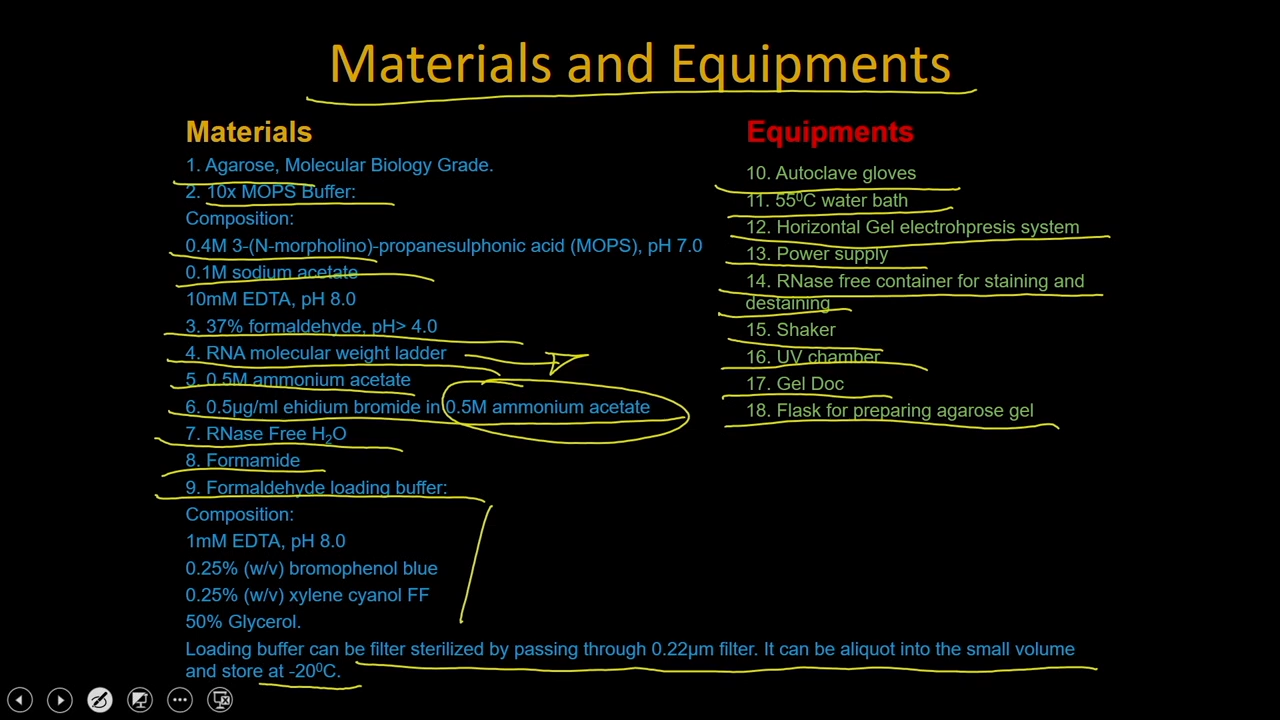 Materials and Equipments
Materials
1. Agarose, Molecular Biology Grade.
2. 10x MOPS Buffer:
Composition:
0.4M 3-(N-morpholino)-propanesulphonic acid (MOPS), pH 7.0
0.1M sodium acetate
10mM EDTA, pH 8.0
3. 37% formaldehyde, pH> 4.0
4. RNA molecular weight ladder
5. 0.5M ammonium acetate
6. 0.5µg/ml ehidium bromide in 0.5M ammonium acetate
7. RNase Free H₂O
8. Formamide
9. Formaldehyde loading buffer:
Composition:
1mM EDTA, pH 8.0
0.25% (w/v) bromophenol blue
0.25% (w/v) xylene cyanol FF
50% Glycerol.
Loading buffer can be filter sterilized by passing through 0.22µm filter. It can be aliquot into the small volume
and store at -20⁰C.
Equipments
10. Autoclave gloves
11. 55⁰C water bath
12. Horizontal Gel electrohpresis system
13. Power supply
14. RNase free container for staining and
destaining
15. Shaker
16. UV chamber
17. Gel Doc
18. Flask for preparing agarose gel